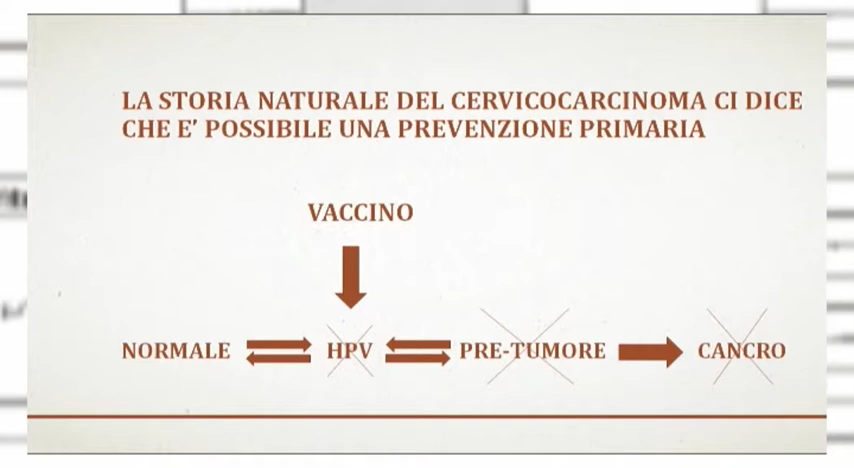 LA STORIA NATURALE DEL CERVICOCARCINOMA CI DICE
CHE E' POSSIBILE UNA PREVENZIONE PRIMARIA
VACCINO
NORMALE HPV PRE-TUMORE CANCRO